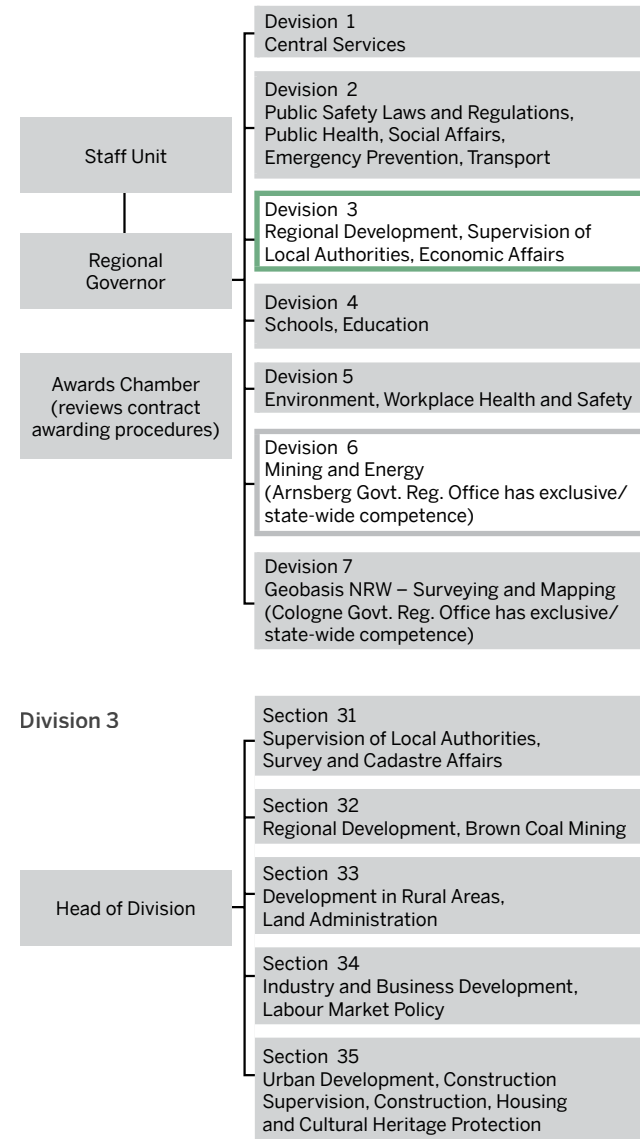 Staff Unit
Regional
Governor
Awards Chamber
(reviews contract
awarding procedures)
Devision 1
Central Services
Devision 2
Public Safety Laws and Regulations,
Public Health, Social Affairs,
Emergency Prevention, Transport
Devision 3
Regional Development, Supervision of
Local Authorities, Economic Affairs
Devision 4
Schools, Education
Devision 5
Environment, Workplace Health and Safety
Devision 6
Mining and Energy
(Arnsberg Govt. Reg. Office has exclusive/
state-wide competence)
Devision 7
Geobasis NRW – Surveying and Mapping
(Cologne Govt. Reg. Office has exclusive/
state-wide competence)
Division 3
Head of Division
Section 31
Supervision of Local Authorities,
Survey and Cadastre Affairs
Section 32
Regional Development, Brown Coal Mining
Section 33
Development in Rural Areas,
Land Administration
Section 34
Industry and Business Development,
Labour Market Policy
Section 35
Urban Development, Construction
Supervision, Construction, Housing
and Cultural Heritage Protection